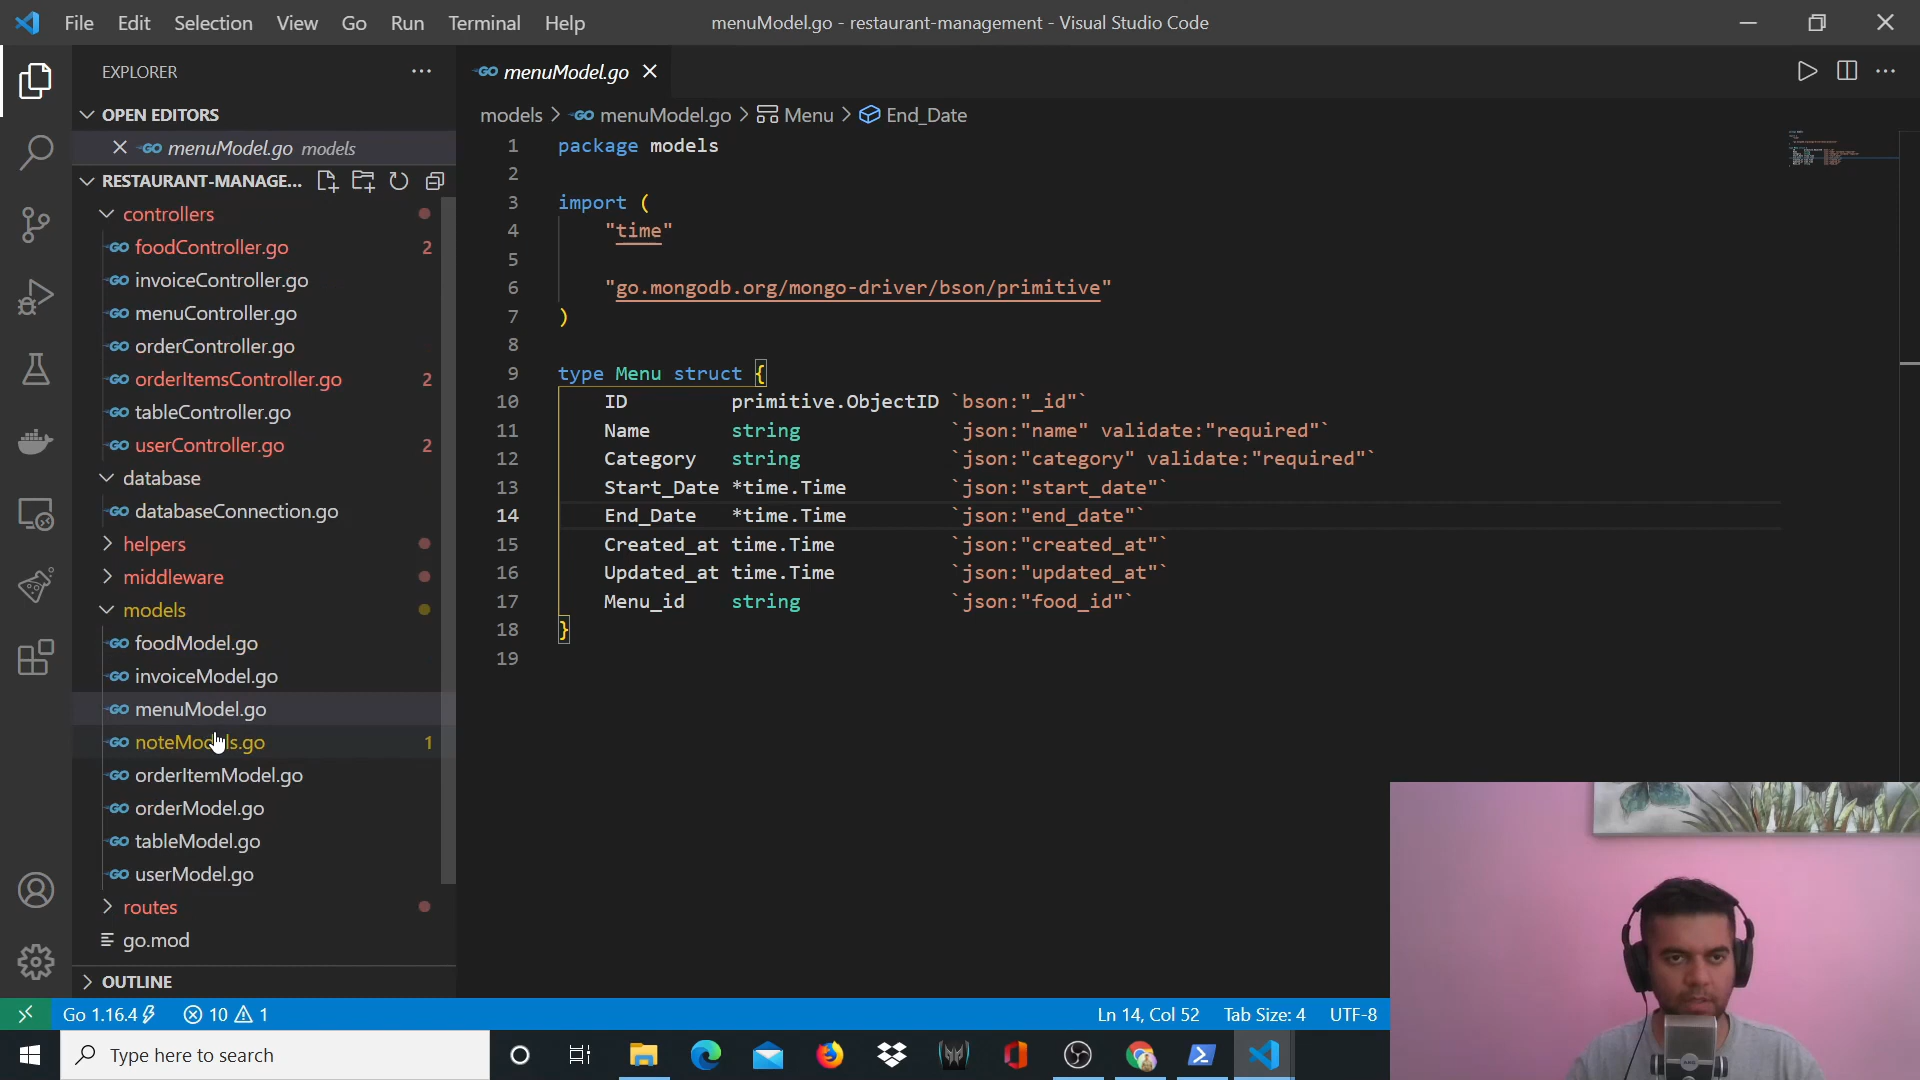 File Edit Selection View Go Run Terminal Help
menuModel.go - restaurant-management - Visual Studio Code
EXPLORER
OPEN EDITORS
menuModel.go models
RESTAURANT-MANAGE...
controllers
foodController.go 2
invoiceController.go
menuController.go
orderController.go
orderItemsController.go 2
tableController.go
userController.go 2
database
databaseConnection.go
helpers
middleware
models
foodModel.go
invoiceModel.go
menuModel.go
noteModels.go 1
orderItemModel.go
orderModel.go
tableModel.go
userModel.go
routes
go.mod
OUTLINE
menuModel.go
models > menuModel.go > Menu > End_Date
1 package models
2
3 import (
4 "time"
5
6 "go.mongodb.org/mongo-driver/bson/primitive"
7 )
8
9 type Menu struct {
10 ID primitive.ObjectID `bson:"_id"`
11 Name string `json:"name" validate:"required"`
12 Category string `json:"category" validate:"required"`
13 Start_Date *time.Time `json:"start_date"`
14 End_Date *time.Time `json:"end_date"`
15 Created_at time.Time `json:"created_at"`
16 Updated_at time.Time `json:"updated_at"`
17 Menu_id string `json:"food_id"`
18 }
19
Go 1.16.4 10 1 Ln 14, Col 52 Tab Size: 4 UTF-8
Type here to search